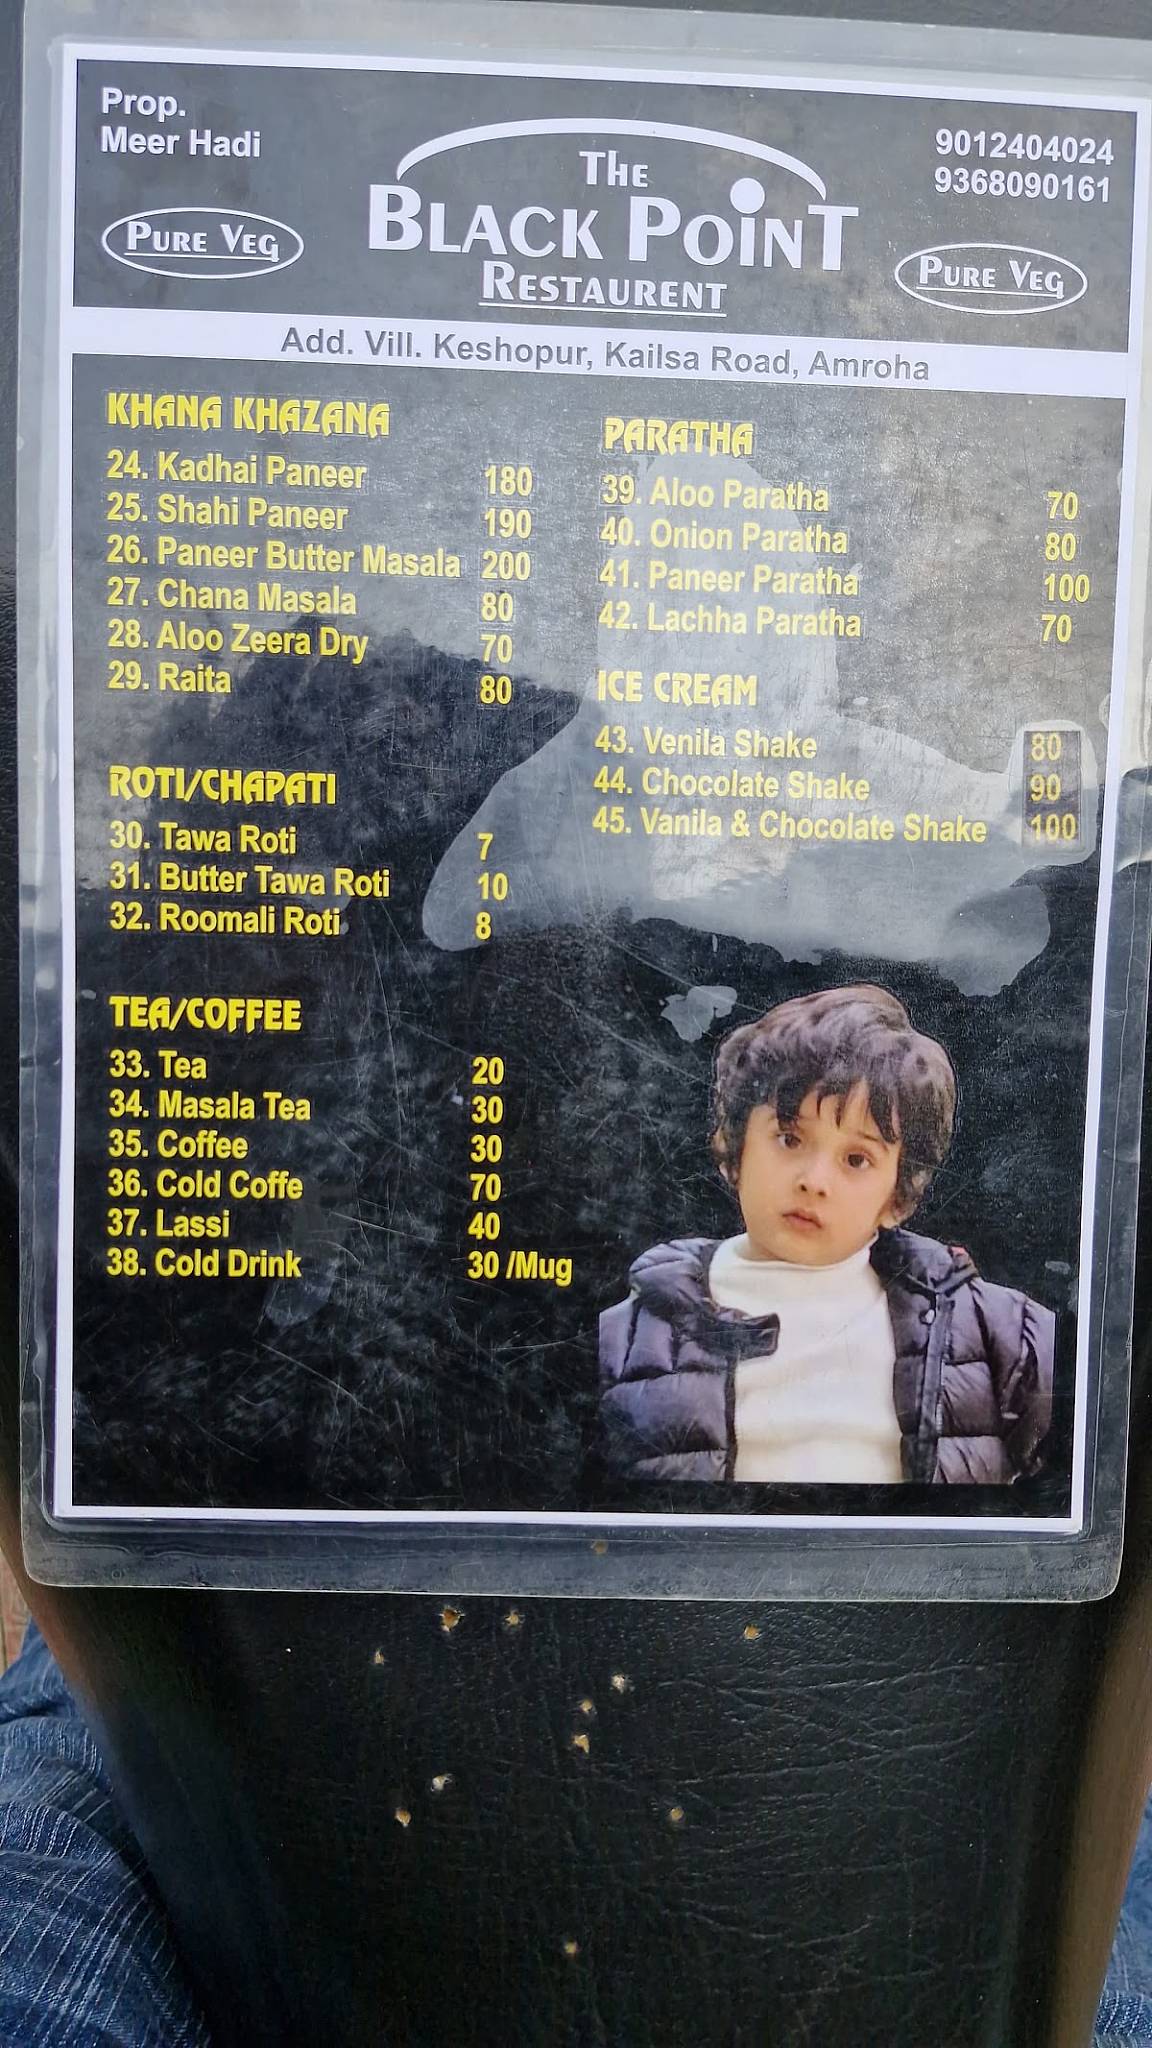 Prop.
Meer Hadi
9012404024
9368090161
The
Black Point
Restaurent
Pure Veg
Pure Veg
Add. Vill. Keshopur, Kailsa Road, Amroha
KHANA KHAZANA
24. Kadhai Paneer 180
25. Shahi Paneer 190
26. Paneer Butter Masala 200
27. Chana Masala 80
28. Aloo Zeera Dry 70
29. Raita 80
ROTI/CHAPATI
30. Tawa Roti 7
31. Butter Tawa Roti 10
32. Roomali Roti 8
TEA/COFFEE
33. Tea 20
34. Masala Tea 30
35. Coffee 30
36. Cold Coffe 70
37. Lassi 40
38. Cold Drink 30 /Mug
PARATHA
39. Aloo Paratha 70
40. Onion Paratha 80
41. Paneer Paratha 100
42. Lachha Paratha 70
ICE CREAM
43. Venila Shake 80
44. Chocolate Shake 90
45. Vanila & Chocolate Shake 100